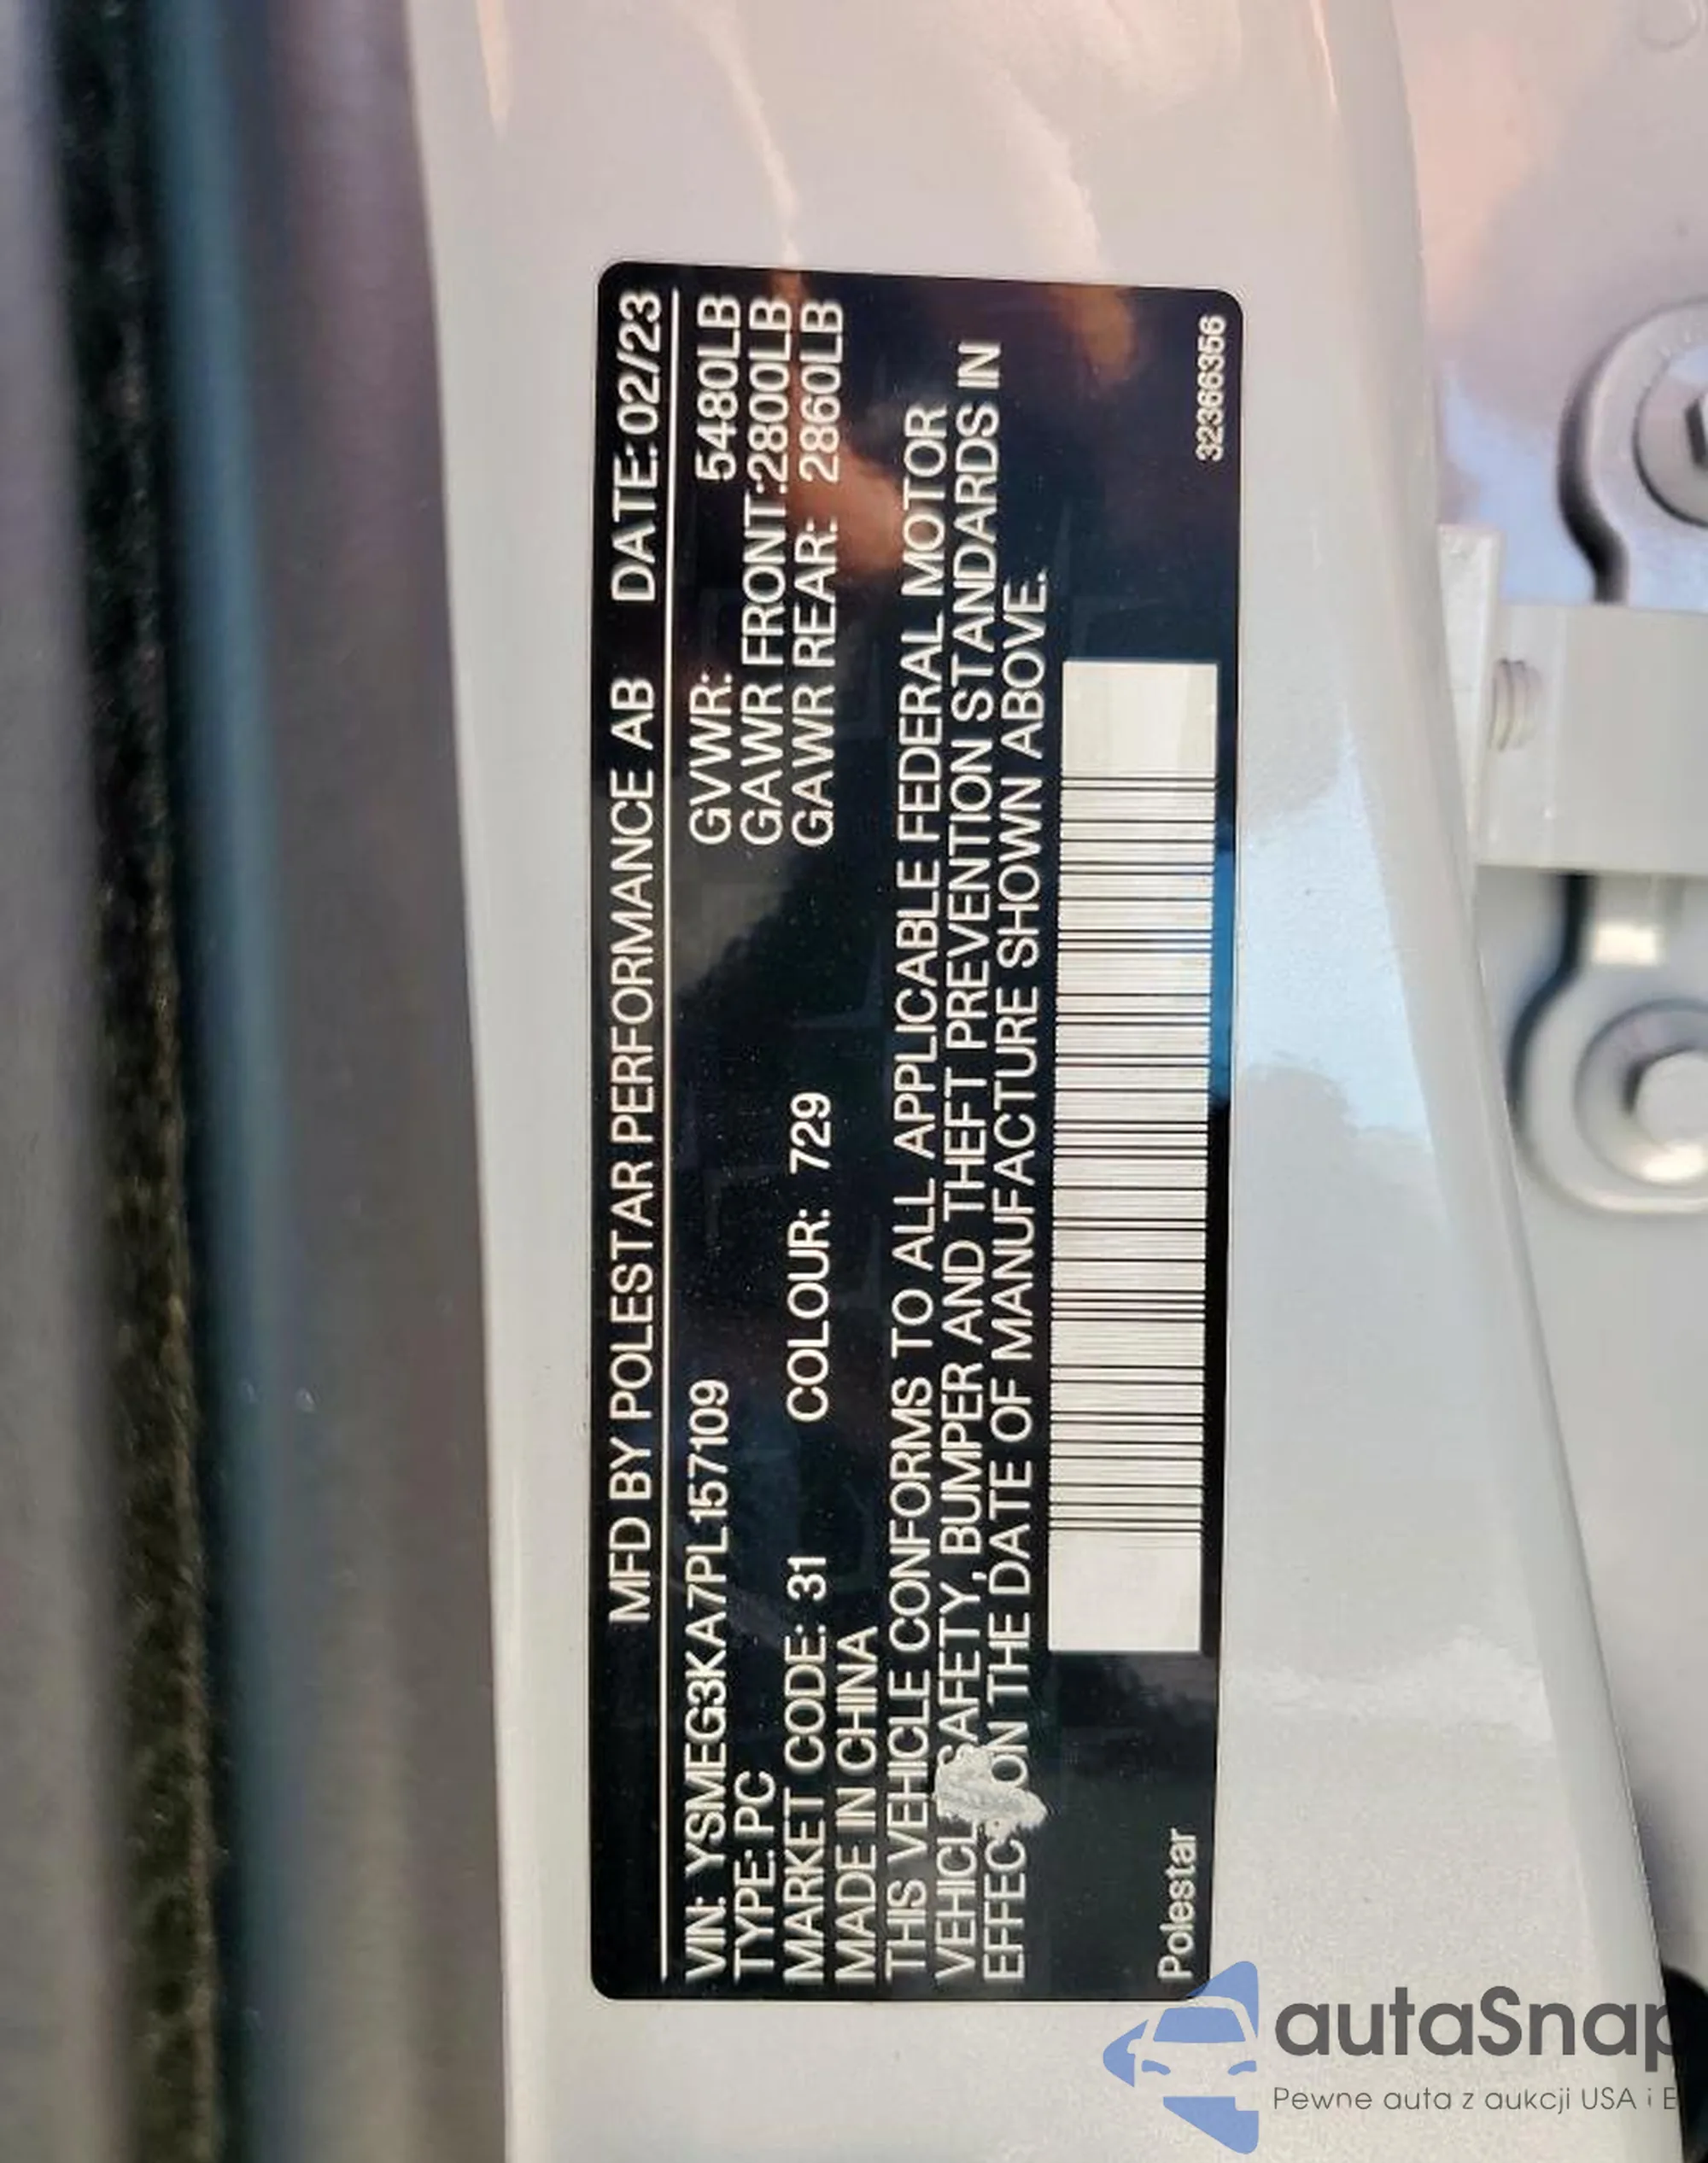 MFD BY POLESTAR PERFORMANCE AB DATE: 02/23
VIN: YSMEG3KA7PL157109 GVWR: 5480LB
TYPE: PC GAWR FRONT: 2800LB
MARKET CODE: 31 COLOUR: 729 GAWR REAR: 2860LB
MADE IN CHINA
THIS VEHICLE CONFORMS TO ALL APPLICABLE FEDERAL MOTOR
VEHICL SAFETY, BUMPER AND THEFT PREVENTION STANDARDS IN
EFFEC ON THE DATE OF MANUFACTURE SHOWN ABOVE.
Polestar 32366356
autaSnap
Pewne auta z aukcji USA i E